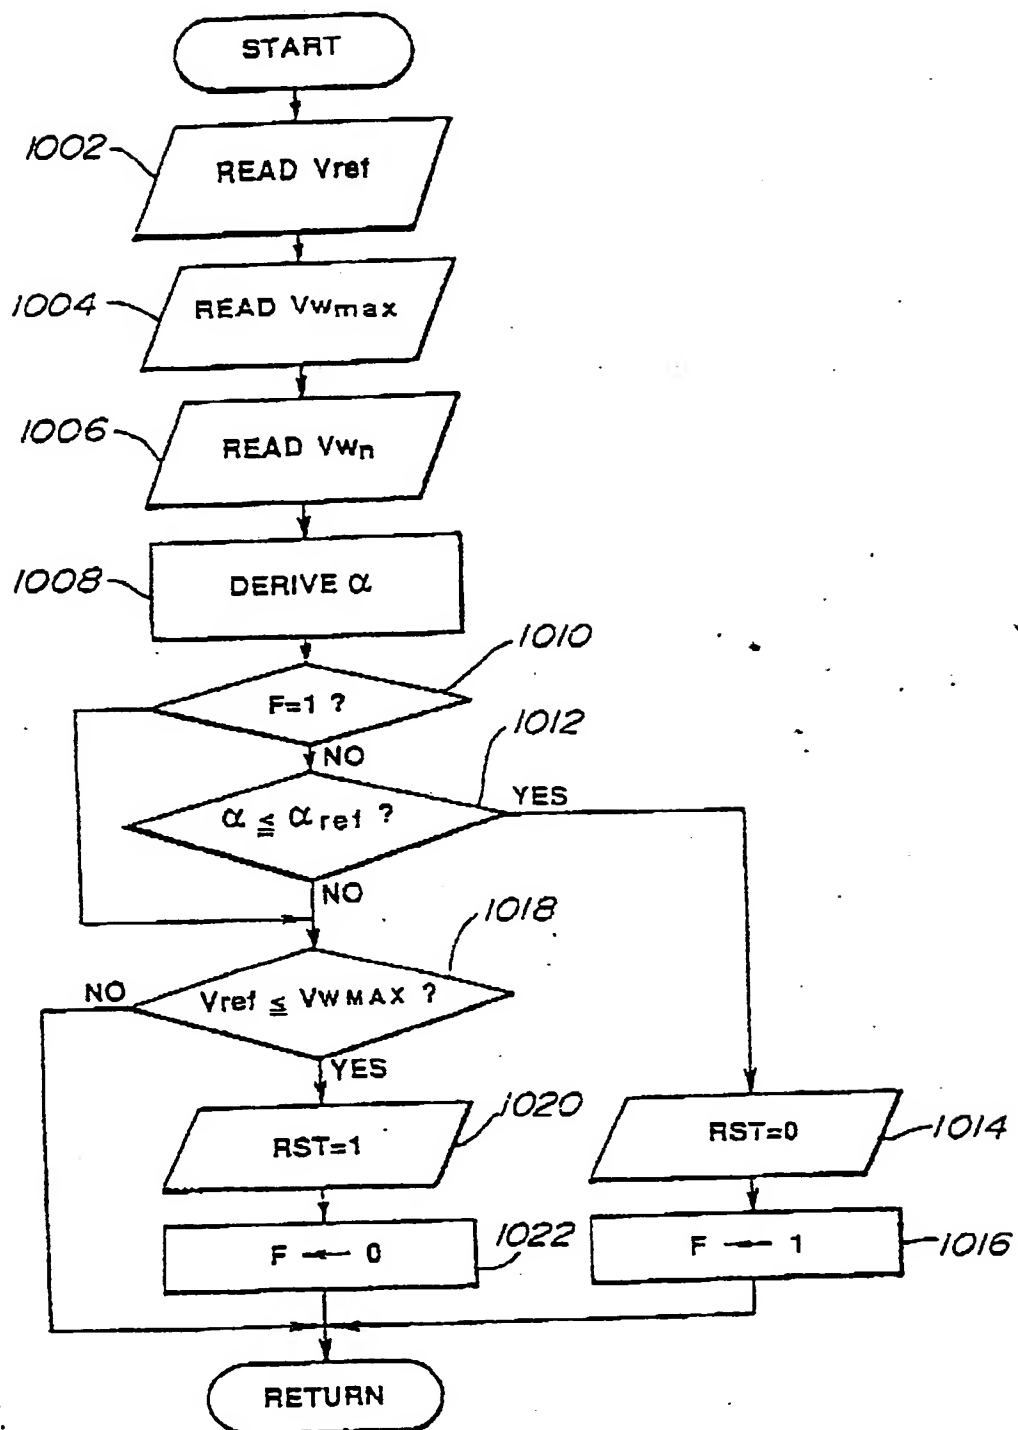 START
1002
READ Vref
1004
READ Vwmax
1006
READ Vwn
1008
DERIVE α
1010
F=1 ?
NO
1012
α ≦ αref ?
YES
NO
1018
NO
Vref ≦ VWMAX ?
YES
1020
RST=1
RST=0
1014
1022
F ← 0
F ← 1
1016
RETURN